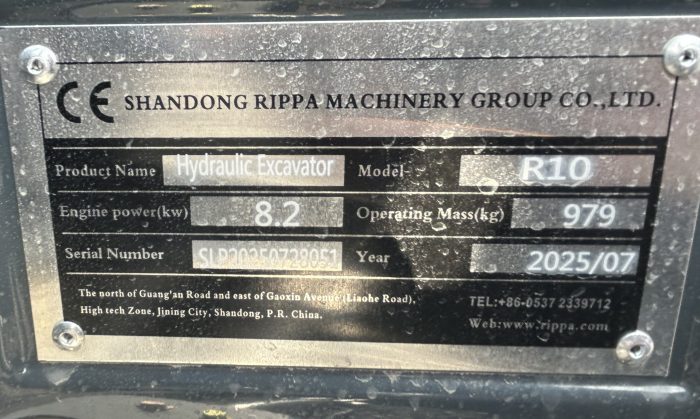 CE SHANDONG RIPPA MACHINERY GROUP CO.,LTD.
Product Name Hydraulic Excavator Model R10
Engine power(kw) 8.2 Operating Mass(kg) 979
Serial Number SLP20250728051 Year 2025/07
The north of Guang'an Road and east of Gaoxin Avenue (Liaohe Road),
High tech Zone, Jining City, Shandong, P.R. China.
TEL:+86-0537 2339712
Web:www.rippa.com